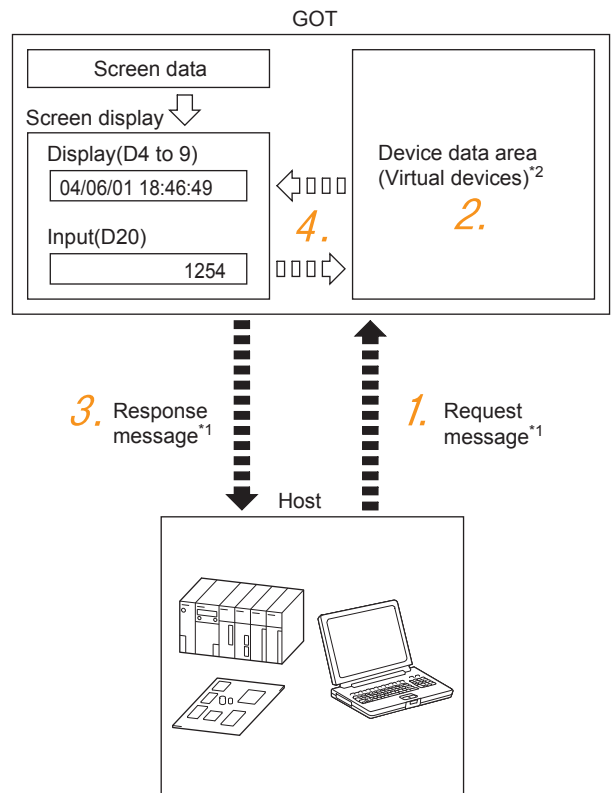 GOT
Screen data
Screen display
Display(D4 to 9)
04/06/01 18:46:49
Input(D20)
1254
Device data area
(Virtual devices)*2
2.
4.
3. Response
message*1
1. Request
message*1
Host